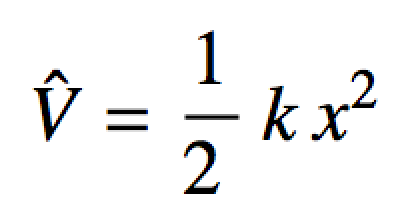 V̂ = 1/2 k x²